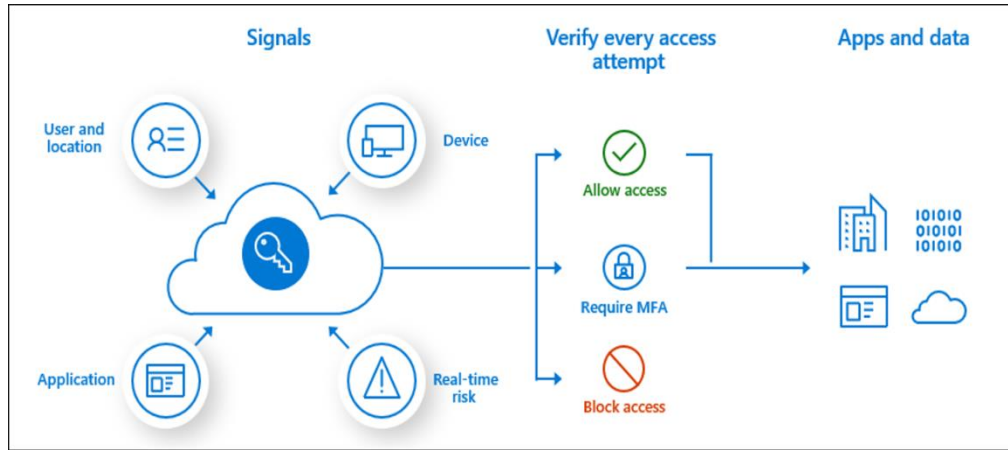 Signals
Verify every access
attempt
Apps and data
User and
location
Device
Allow access
101010
010101
101010
Require MFA
Application
Real-time
risk
Block access